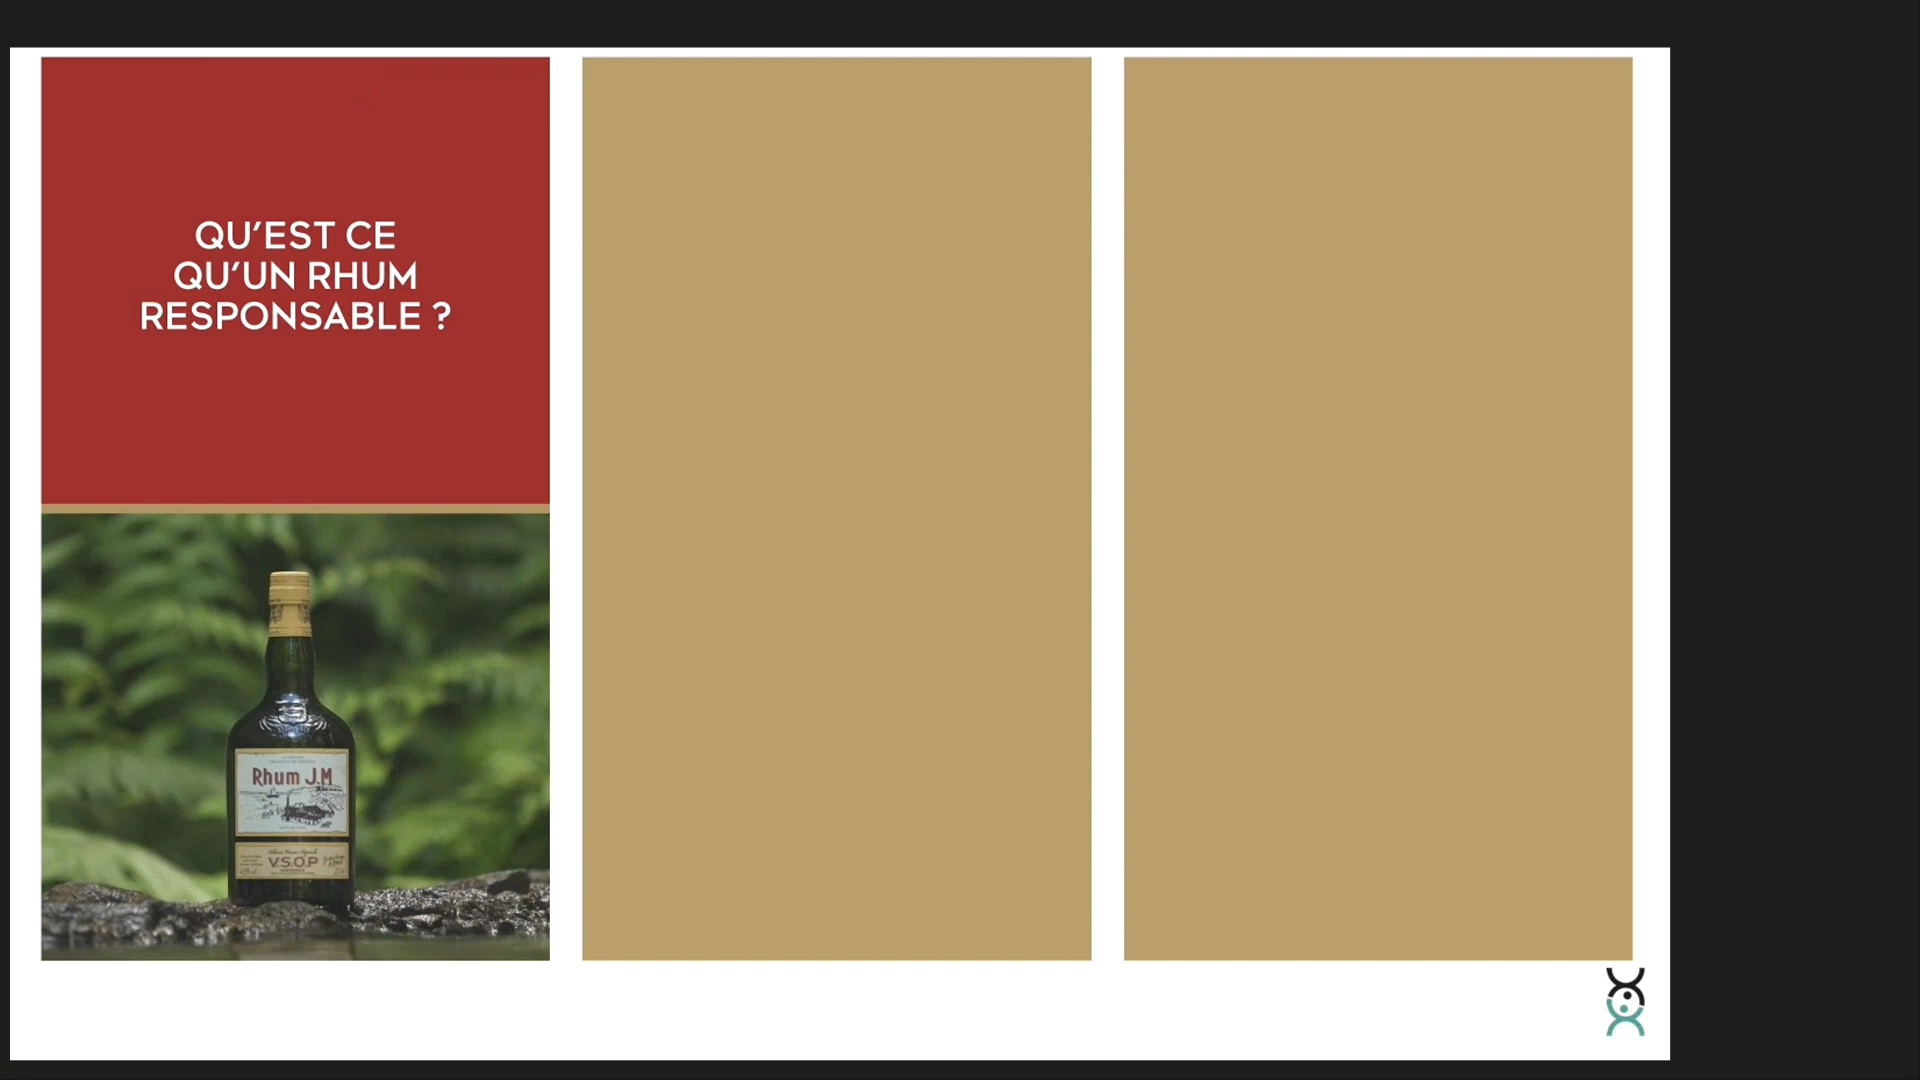 QU’EST CE
QU’UN RHUM
RESPONSABLE ?
Rhum J.M
V.S.O.P